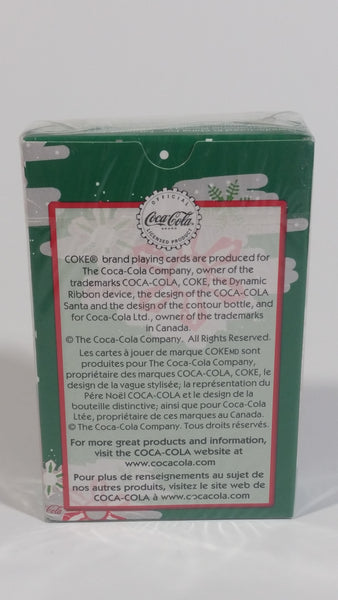 OFFICIAL
Coca-Cola
BRAND
LICENSED PRODUCT
COKE® brand playing cards are produced for
The Coca-Cola Company, owner of the
trademarks COCA-COLA, COKE, the Dynamic
Ribbon device, the design of the COCA-COLA
Santa and the design of the contour bottle, and
for Coca-Cola Ltd., owner of the trademarks
in Canada.
© The Coca-Cola Company. All Rights Reserved.
Les cartes à jouer de marque COKEMD sont
produites pour The Coca-Cola Company,
propriétaire des marques COCA-COLA, COKE, le
design de la vague stylisée; la représentation du
Père Noël COCA-COLA et le design de la
bouteille distinctive; ainsi que pour Coca-Cola
Ltée, propriétaire de ces marques au Canada.
© The Coca-Cola Company. Tous droits réservés.
For more great products and information,
visit the COCA-COLA website at
www.cocacola.com
Pour plus de renseignements au sujet de
nos autres produits, visitez le site web de
COCA-COLA à www.cocacola.com
Cola